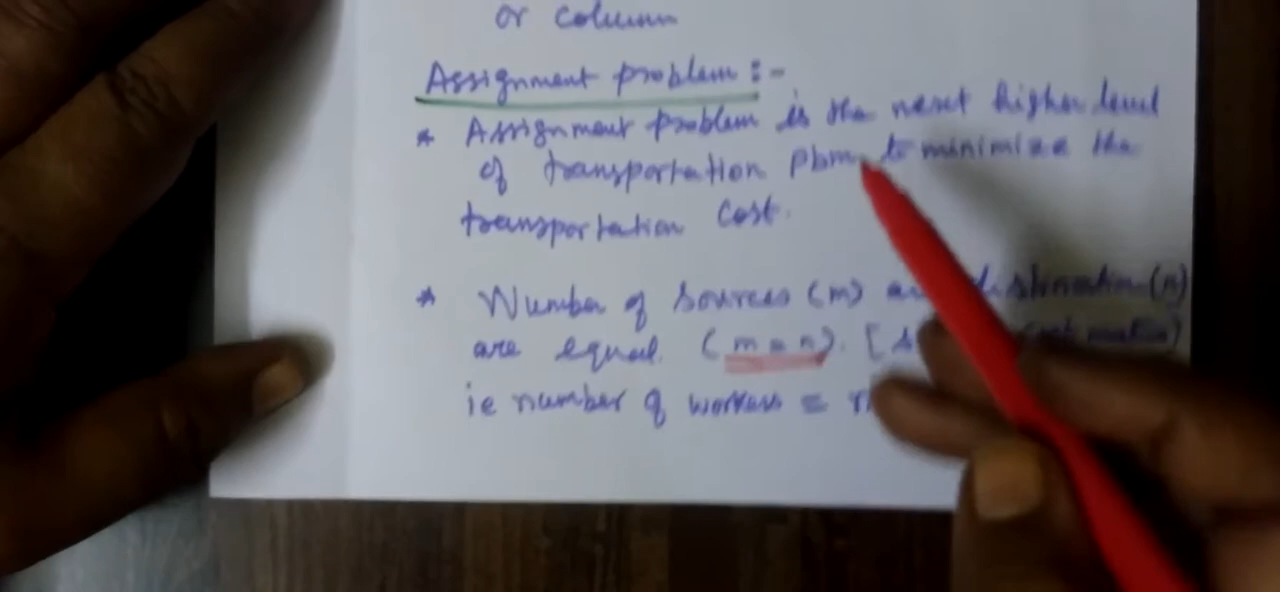 or column
Assignment problem :-
* Assignment problem is the next higher level
of transportation pbm to minimize the
transportation cost.
* Number of sources (m) destination (n)
are equal. (m = n). [
ie number of workers =